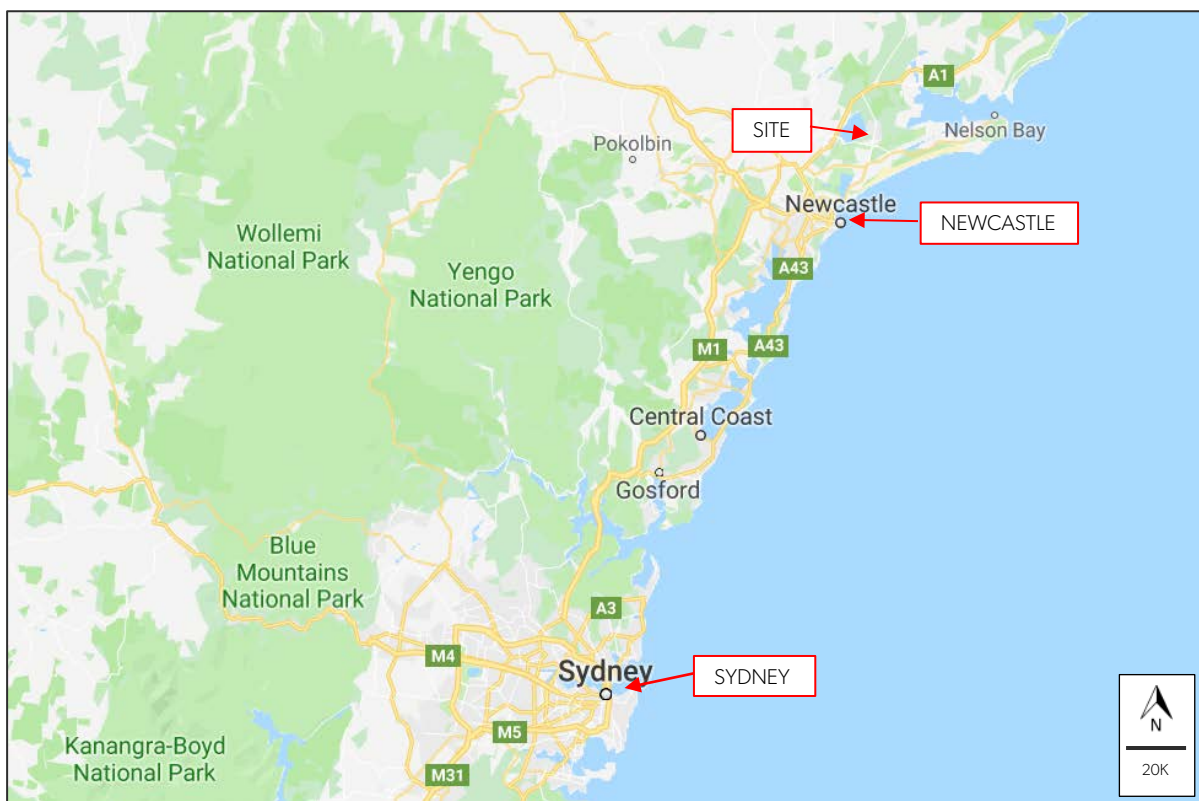 A1
SITE
Nelson Bay
Pokolbin
Newcastle
NEWCASTLE
Wollemi
National Park
A43
Yengo
National Park
M1
A43
Central Coast
Gosford
Blue
Mountains
National Park
A3
M4
Sydney
SYDNEY
M5
N
Kanangra-Boyd
National Park
M31
20K